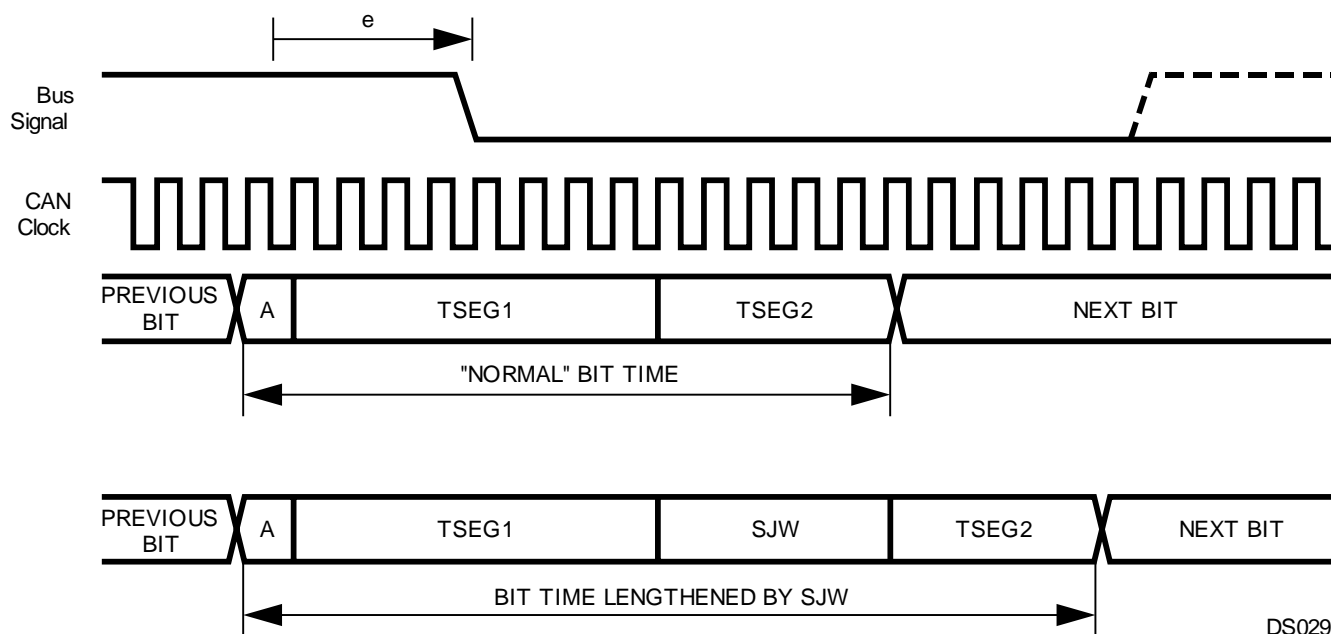 e
Bus
Signal
CAN
Clock
PREVIOUS
BIT
A
TSEG1
TSEG2
NEXT BIT
"NORMAL" BIT TIME
PREVIOUS
BIT
A
TSEG1
SJW
TSEG2
NEXT BIT
BIT TIME LENGTHENED BY SJW
DS029